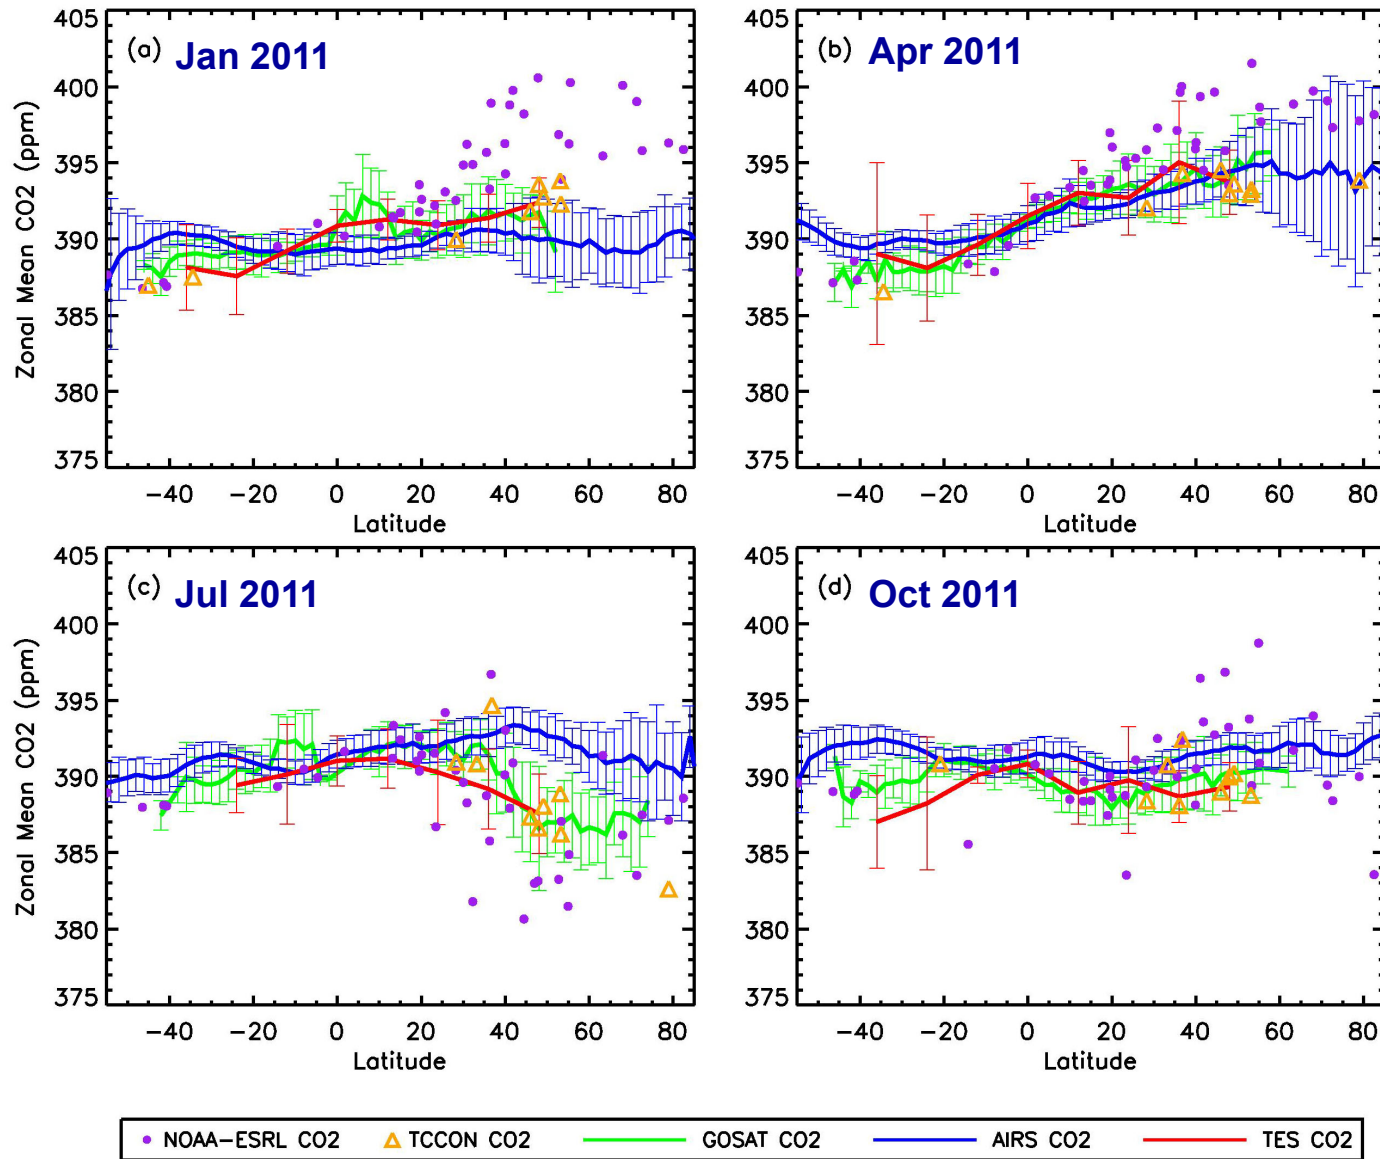 405
400
395
390
385
380
375
Zonal Mean CO2 (ppm)
(a) Jan 2011
-40 -20 0 20 40 60 80
Latitude
405
400
395
390
385
380
375
(b) Apr 2011
-40 -20 0 20 40 60 80
Latitude
405
400
395
390
385
380
375
Zonal Mean CO2 (ppm)
(c) Jul 2011
-40 -20 0 20 40 60 80
Latitude
405
400
395
390
385
380
375
(d) Oct 2011
-40 -20 0 20 40 60 80
Latitude
NOAA-ESRL CO2 TCCON CO2 GOSAT CO2 AIRS CO2 TES CO2